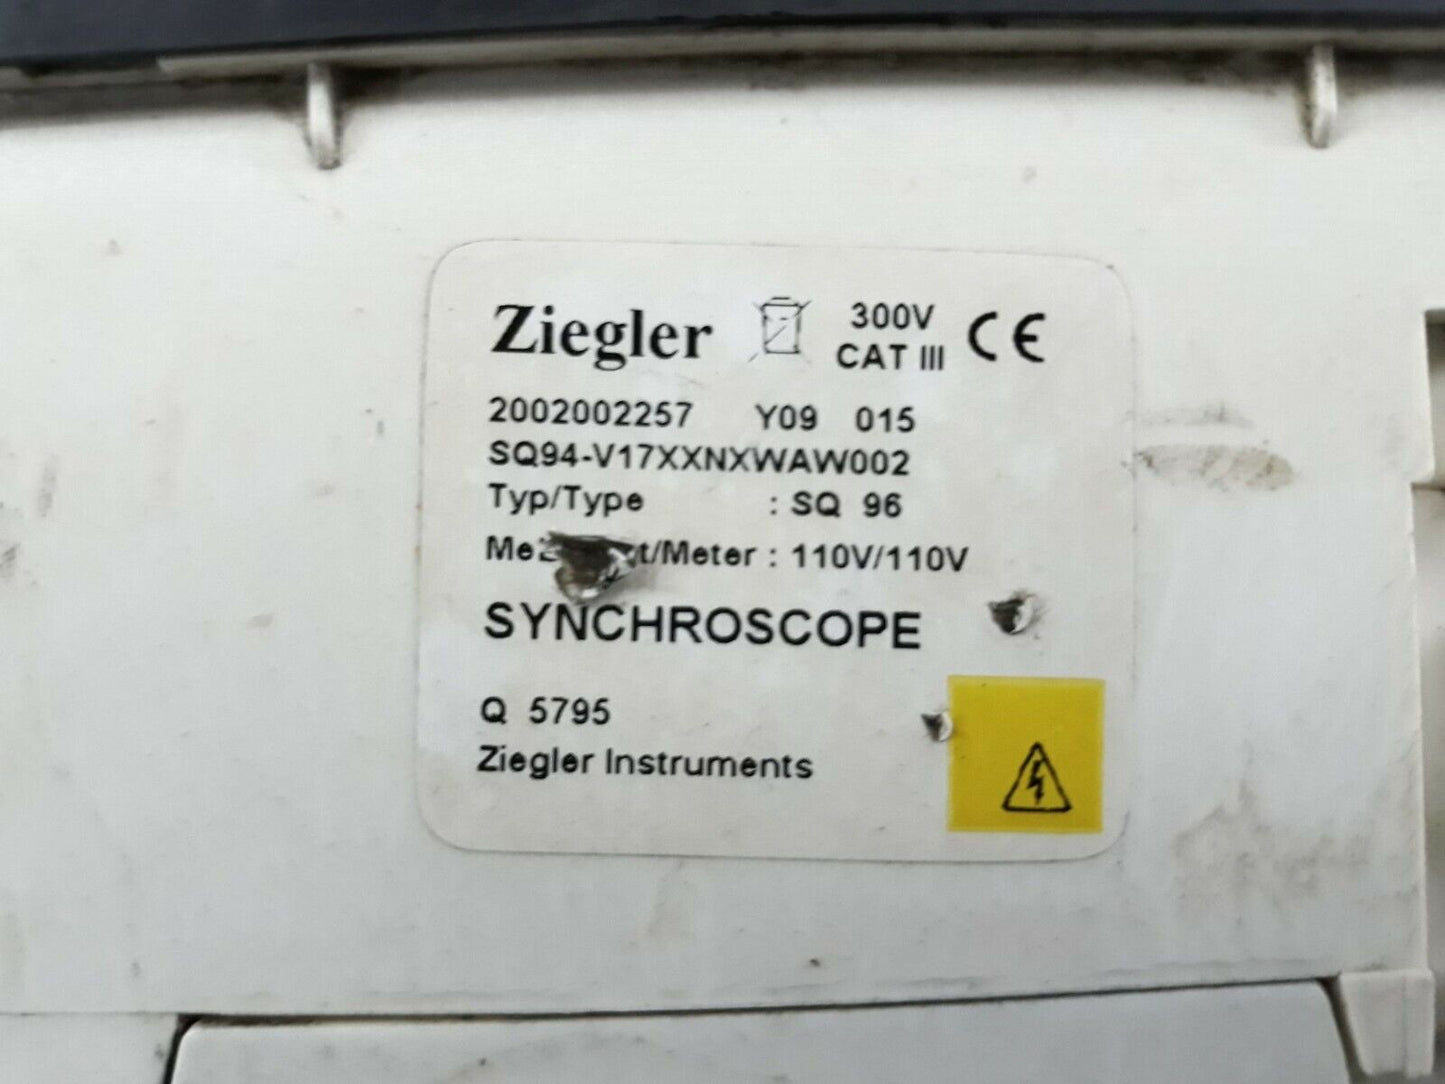 Ziegler 300V CE
CAT III
2002002257 Y09 015
SQ94-V17XXNXWAW002
Typ/Type : SQ 96
/Meter : 110V/110V
SYNCHROSCOPE
Q 5795
Ziegler Instruments